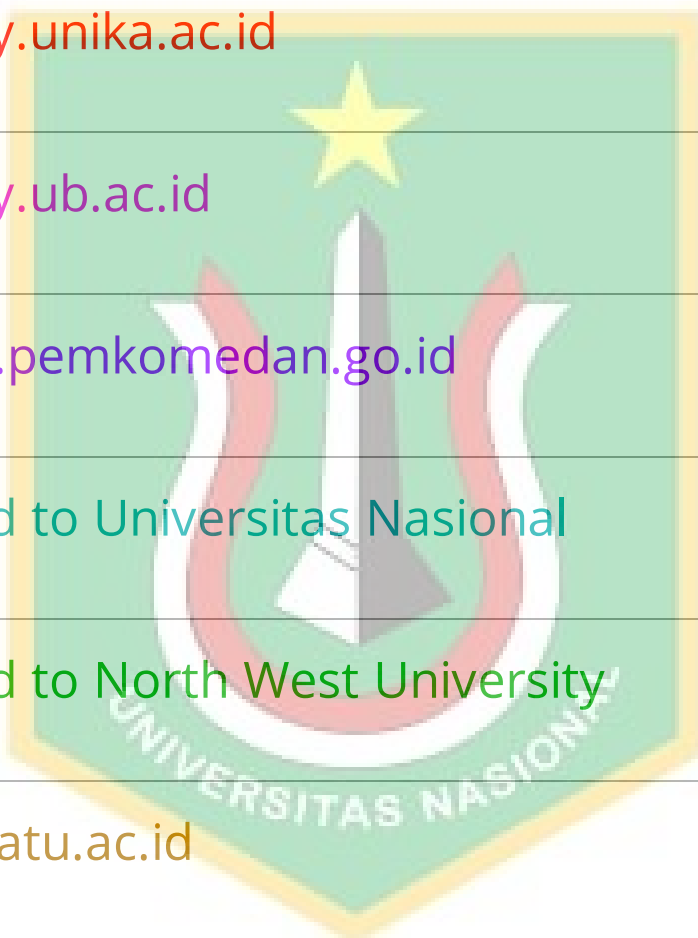 y.unika.ac.id
y.ub.ac.id
.pemkomedan.go.id
d to Universitas Nasional
d to North West University
UNIVERSITAS NASIONAL
atu.ac.id